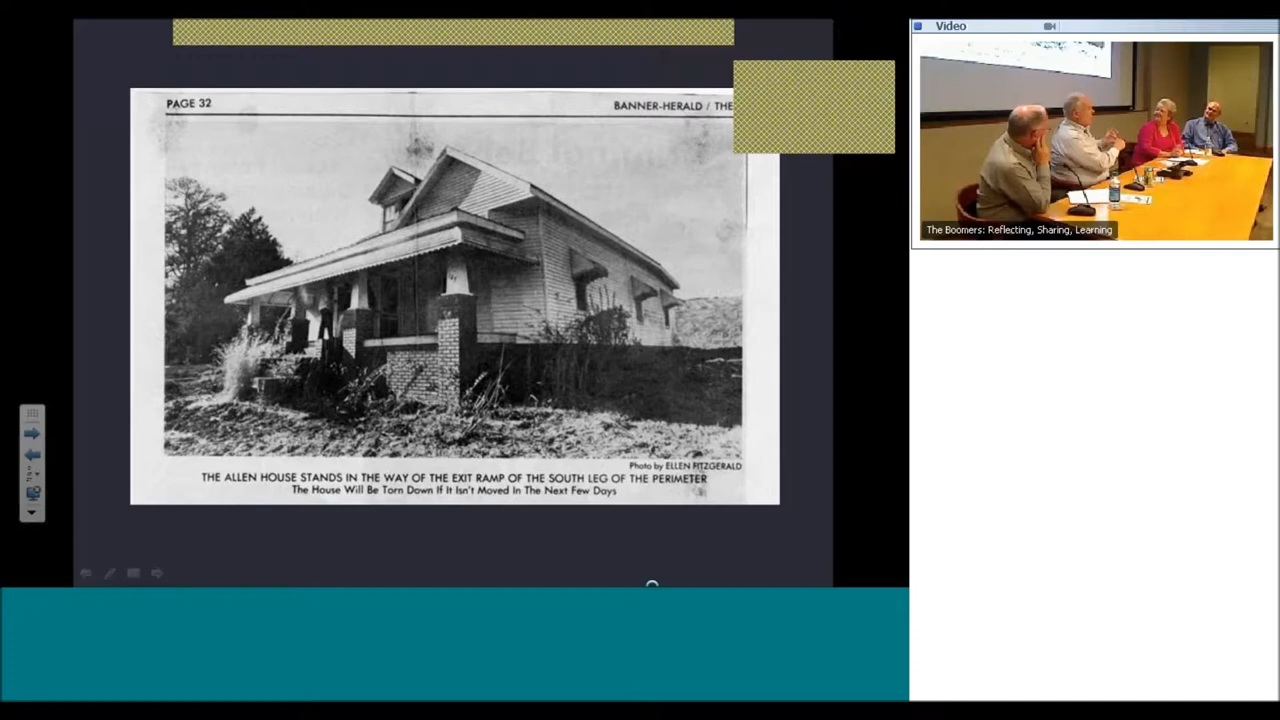 Video
PAGE 32
BANNER-HERALD / THE
The Boomers: Reflecting, Sharing, Learning
Photo by ELLEN FITZGERALD
THE ALLEN HOUSE STANDS IN THE WAY OF THE EXIT RAMP OF THE SOUTH LEG OF THE PERIMETER
The House Will Be Torn Down If It Isn't Moved In The Next Few Days